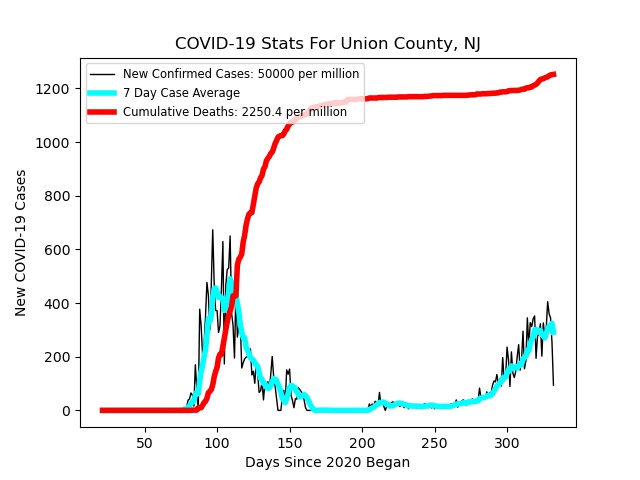 COVID-19 Stats For Union County, NJ
New Confirmed Cases: 50000 per million
7 Day Case Average
Cumulative Deaths: 2250.4 per million
New COVID-19 Cases
1200
1000
800
600
400
200
0
50
100
150
200
250
300
Days Since 2020 Began